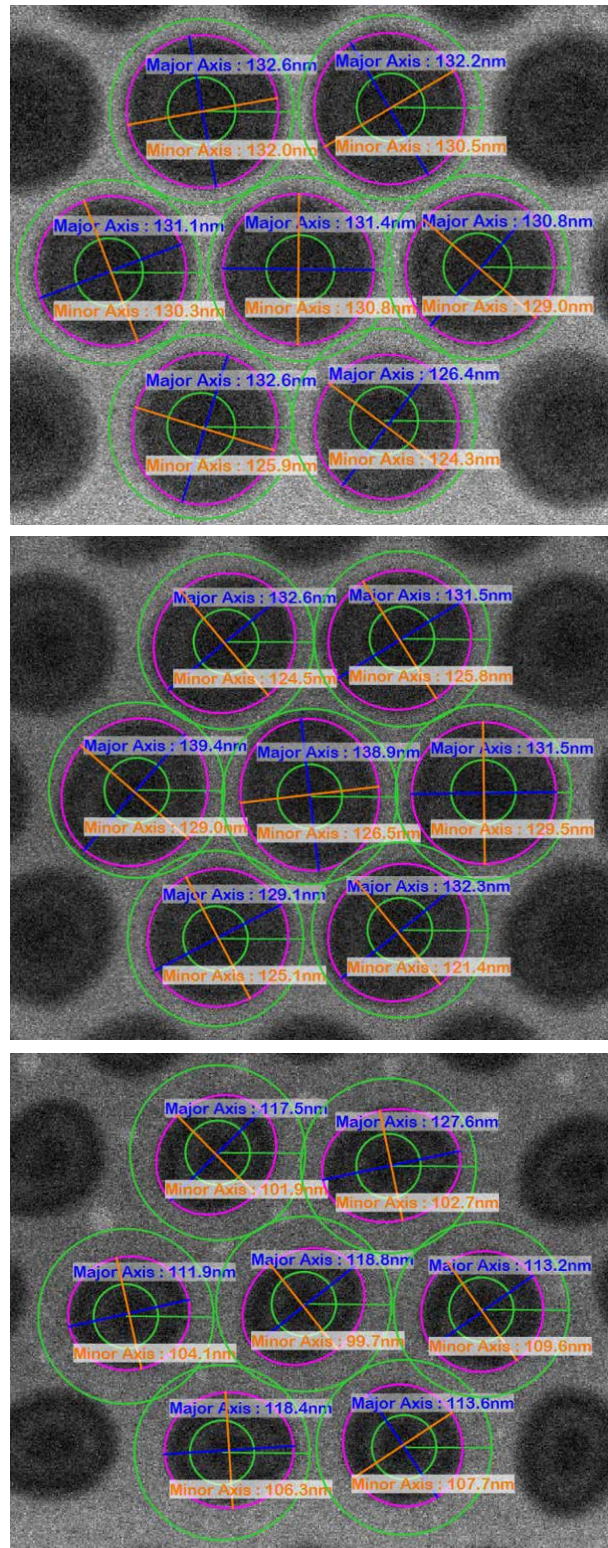 Major Axis : 132.6nm
Major Axis : 132.2nm
Minor Axis : 132.0nm
Minor Axis : 130.5nm
Major Axis : 131.1nm
Major Axis : 131.4nm
Major Axis : 130.8nm
Minor Axis : 130.3nm
Minor Axis : 130.8nm
Minor Axis : 129.0nm
Major Axis : 132.6nm
Major Axis : 126.4nm
Minor Axis : 125.9nm
Minor Axis : 124.3nm
Major Axis : 132.6nm
Major Axis : 131.5nm
Minor Axis : 124.5nm
Minor Axis : 125.8nm
Major Axis : 139.4nm
Major Axis : 138.9nm
Major Axis : 131.5nm
Minor Axis : 129.0nm
Minor Axis : 126.5nm
Minor Axis : 129.5nm
Major Axis : 129.1nm
Major Axis : 132.3nm
Minor Axis : 125.1nm
Minor Axis : 121.4nm
Major Axis : 117.5nm
Major Axis : 127.6nm
Minor Axis : 101.9nm
Minor Axis : 102.7nm
Major Axis : 111.9nm
Major Axis : 118.8nm
Major Axis : 113.2nm
Minor Axis : 104.1nm
Minor Axis : 99.7nm
Minor Axis : 109.6nm
Major Axis : 118.4nm
Major Axis : 113.6nm
Minor Axis : 106.3nm
Minor Axis : 107.7nm